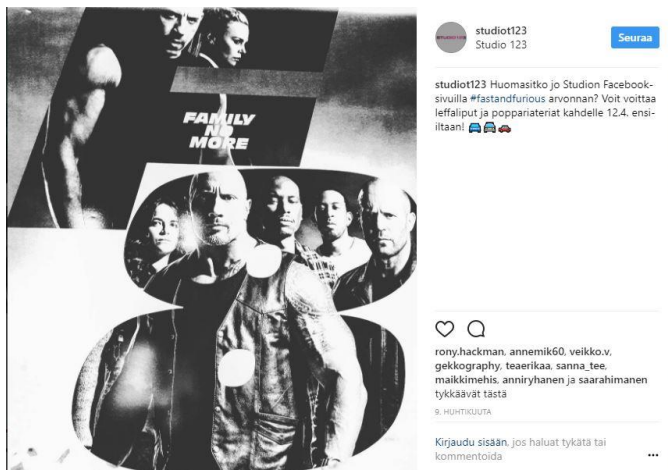 FAMILY
NO
MORE
studiot123
Studio 123
Seuraa
studiot123 Huomasitko jo Studion Facebook-
sivuilla #fastandfurious arvonnan? Voit voittaa
leffaliput ja poppariateriat kahdelle 12.4. ensi-
iltaan!
rony.hackman, annemik60, veikko.v,
gekkography, teaerikaa, sanna_tee,
maikkimehis, anniryhanen ja saarahimanen
tykkäävät tästä
9. HUHTIKUUTA
Kirjaudu sisään, jos haluat tykätä tai
kommentoida